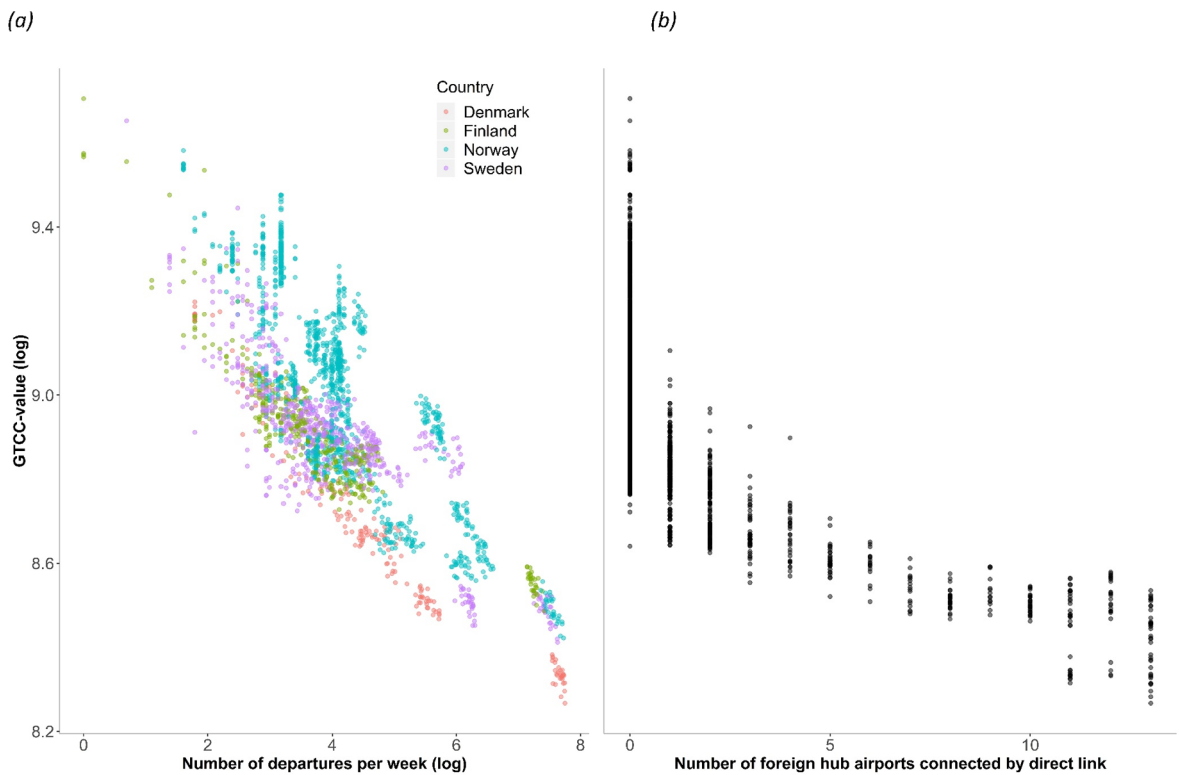 (a)
(b)
Country
Denmark
Finland
Norway
Sweden
GTCC-value (log)
9.4
9.0
8.6
8.2
0 2 4 6 8
Number of departures per week (log)
0 5 10
Number of foreign hub airports connected by direct link